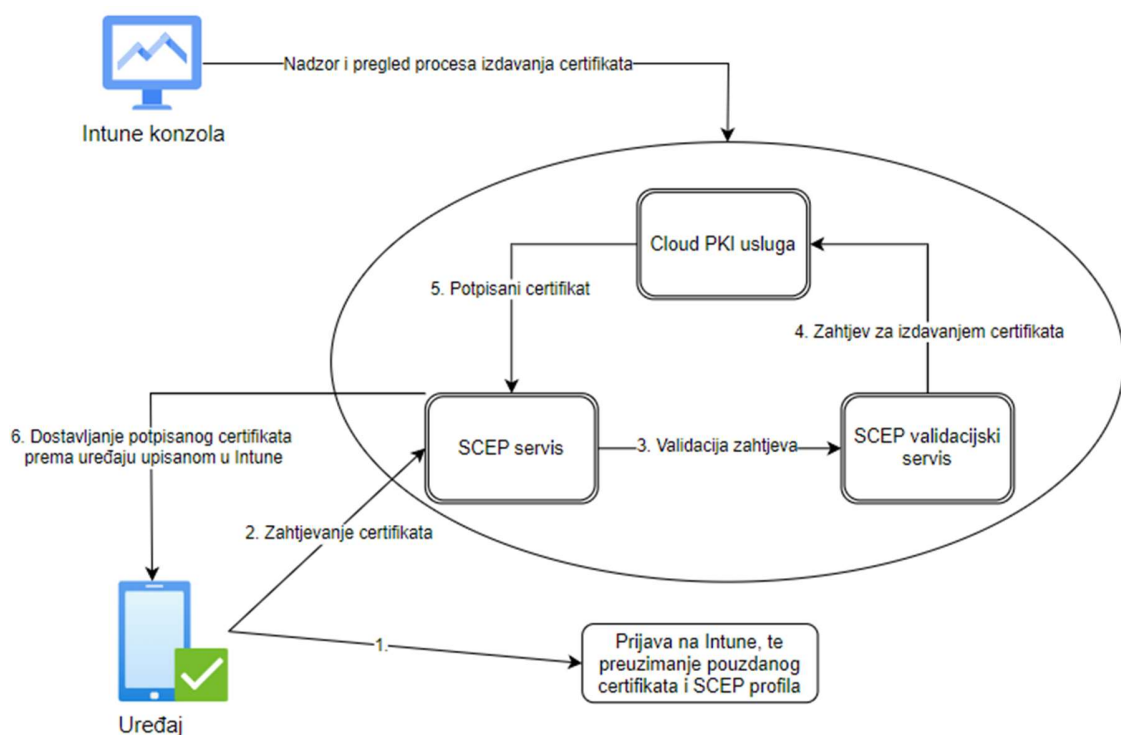 Nadzor i pregled procesa izdavanja certifikata
Intune konzola
Cloud PKI usluga
5. Potpisani certifikat
4. Zahtjev za izdavanjem certifikata
6. Dostavljanje potpisanog certifikata
prema uređaju upisanom u Intune
SCEP servis
3. Validacija zahtjeva
SCEP validacijski
servis
2. Zahtjevanje certifikata
1.
Prijava na Intune, te
preuzimanje pouzdanog
certifikata i SCEP profila
Uređaj